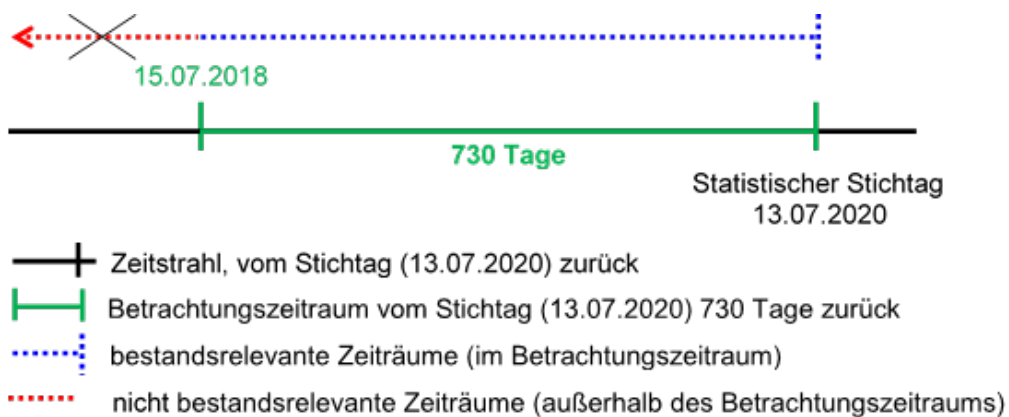 15.07.2018
730 Tage
Statistischer Stichtag
13.07.2020
Zeitstrahl, vom Stichtag (13.07.2020) zurück
Betrachtungszeitraum vom Stichtag (13.07.2020) 730 Tage zurück
bestandsrelevante Zeiträume (im Betrachtungszeitraum)
nicht bestandsrelevante Zeiträume (außerhalb des Betrachtungszeitraums)